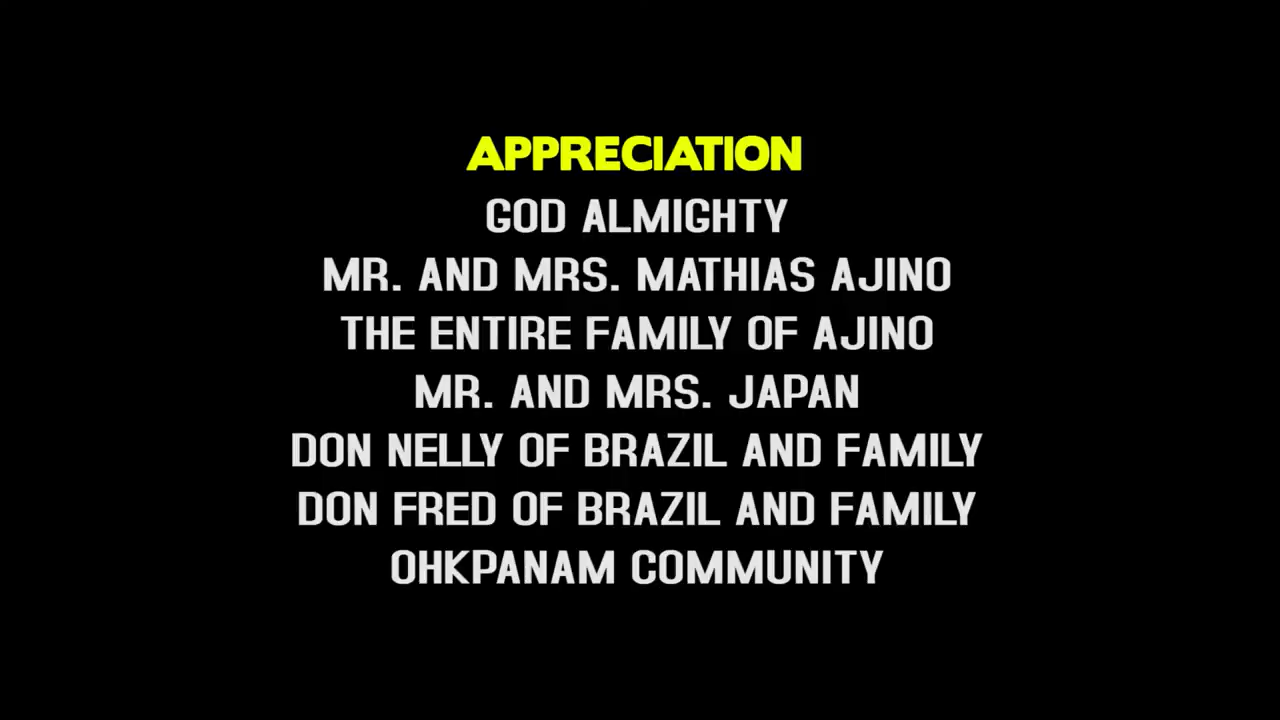 APPRECIATION
GOD ALMIGHTY
MR. AND MRS. MATHIAS AJINO
THE ENTIRE FAMILY OF AJINO
MR. AND MRS. JAPAN
DON NELLY OF BRAZIL AND FAMILY
DON FRED OF BRAZIL AND FAMILY
OHKPANAM COMMUNITY